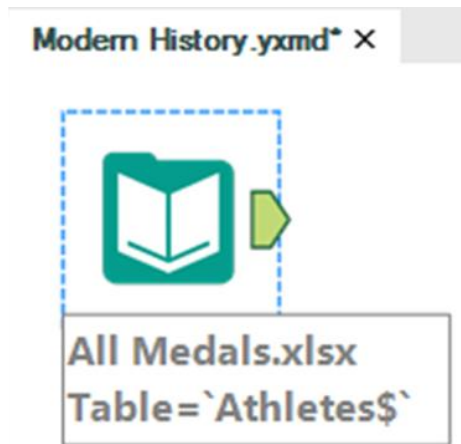 Modern History.yxmd* ×
All Medals.xlsx
Table=`Athletes$`